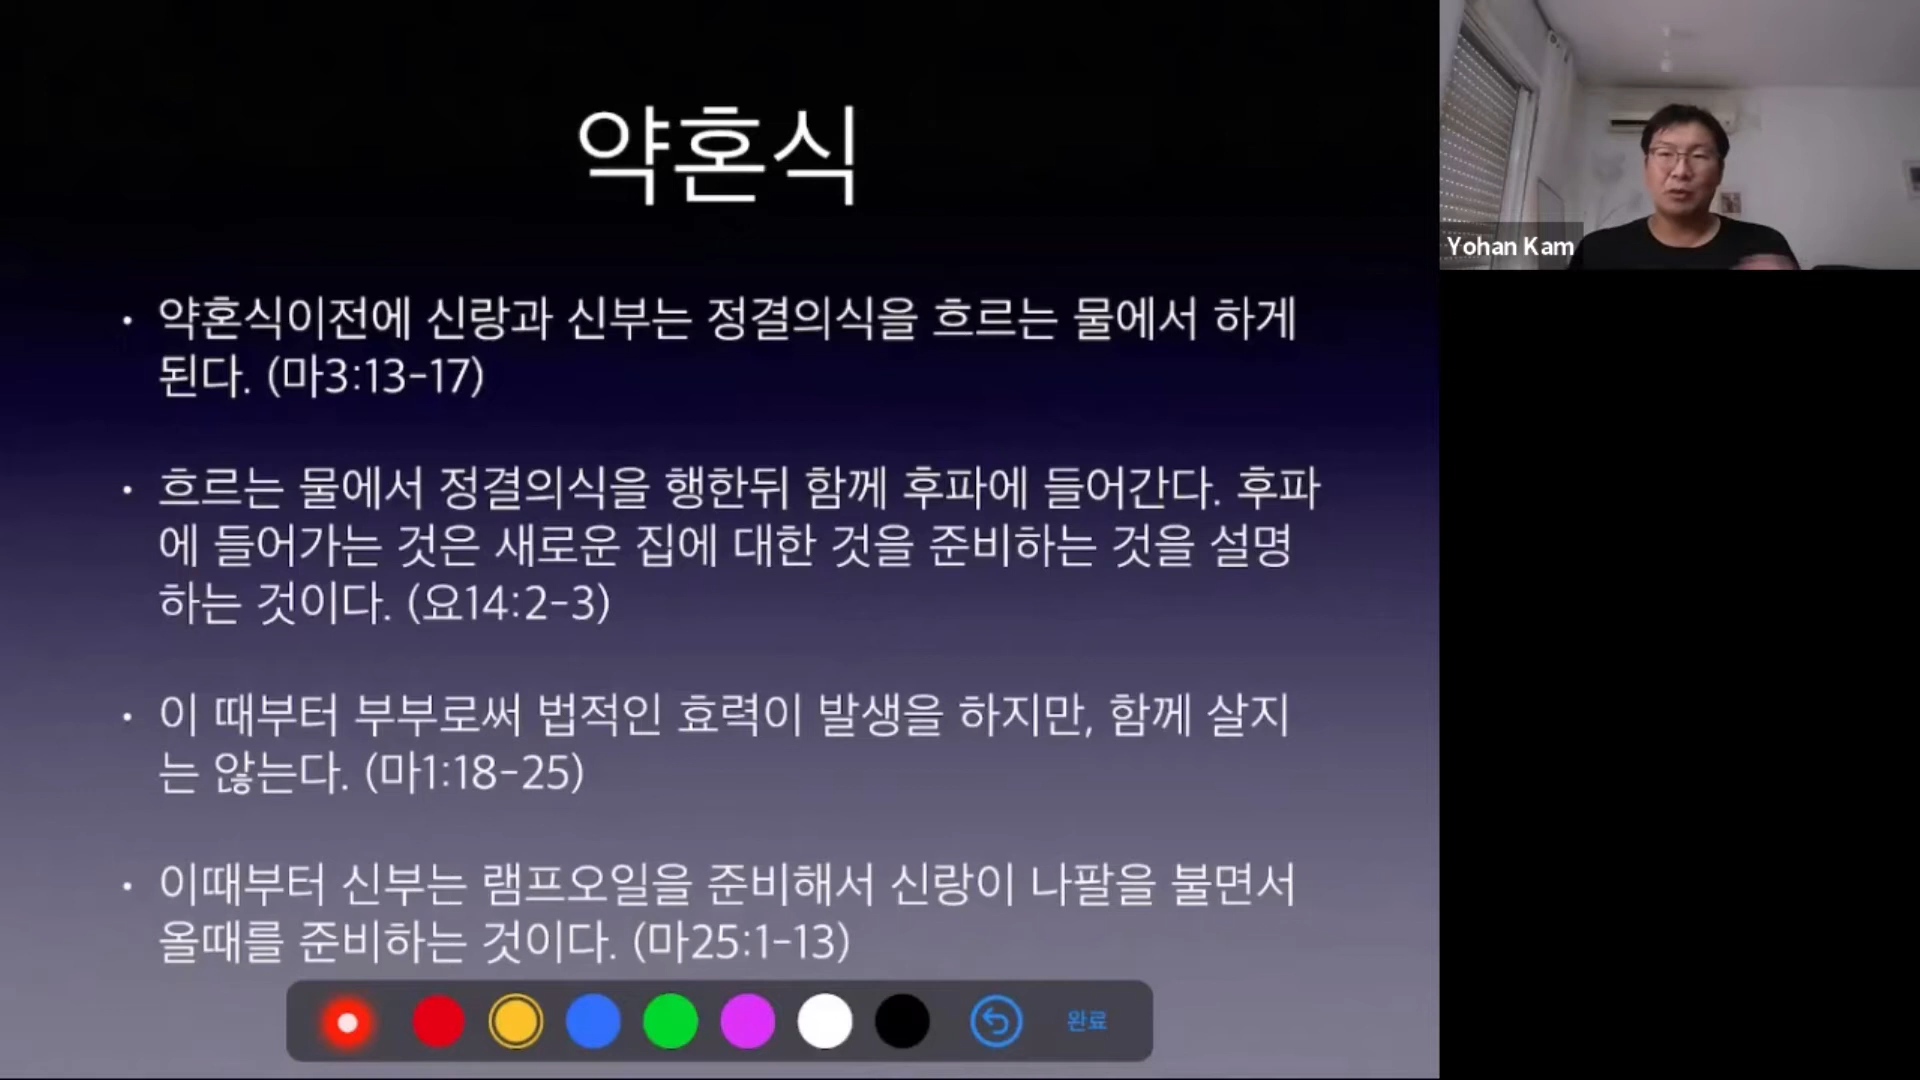 약혼식
• 약혼식이전에 신랑과 신부는 정결의식을 흐르는 물에서 하게
된다. (마3:13-17)
• 흐르는 물에서 정결의식을 행한뒤 함께 후파에 들어간다. 후파
에 들어가는 것은 새로운 집에 대한 것을 준비하는 것을 설명
하는 것이다. (요14:2-3)
• 이 때부터 부부로써 법적인 효력이 발생을 하지만, 함께 살지
는 않는다. (마1:18-25)
• 이때부터 신부는 램프오일을 준비해서 신랑이 나팔을 불면서
올때를 준비하는 것이다. (마25:1-13)
완료
Yohan Kam